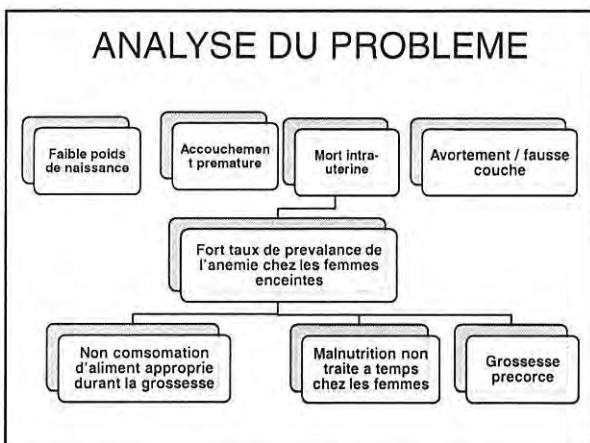 ANALYSE DU PROBLEME
Faible poids
de naissance
Accouchemen
t premature
Mort intra-
uterine
Avortement / fausse
couche
Fort taux de prevalance de
l'anemie chez les femmes
enceintes
Non comsomation
d'aliment approprie
durant la grossesse
Malnutrition non
traite a temps
chez les femmes
Grossesse
precorce